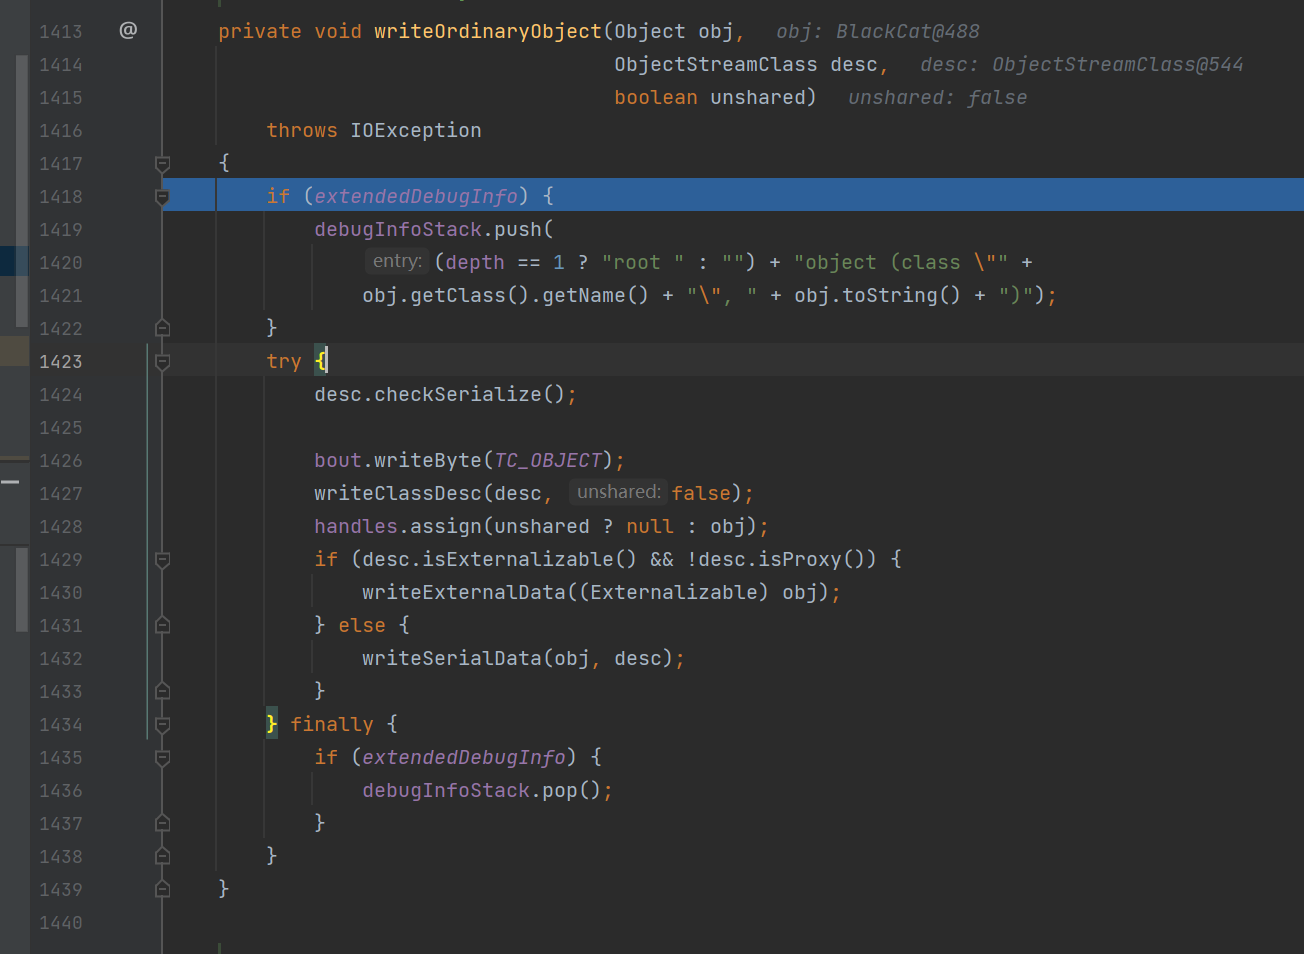 1413 @ private void writeOrdinaryObject(Object obj, obj: BlackCat@488
1414 ObjectStreamClass desc, desc: ObjectStreamClass@544
1415 boolean unshared) unshared: false
1416 throws IOException
1417 {
1418 if (extendedDebugInfo) {
1419 debugInfoStack.push(
1420 entry: (depth == 1 ? "root " : "") + "object (class \"" +
1421 obj.getClass().getName() + "\", " + obj.toString() + ")");
1422 }
1423 try {
1424 desc.checkSerialize();
1425
1426 bout.writeByte(TC_OBJECT);
1427 writeClassDesc(desc, unshared: false);
1428 handles.assign(unshared ? null : obj);
1429 if (desc.isExternalizable() && !desc.isProxy()) {
1430 writeExternalData((Externalizable) obj);
1431 } else {
1432 writeSerialData(obj, desc);
1433 }
1434 } finally {
1435 if (extendedDebugInfo) {
1436 debugInfoStack.pop();
1437 }
1438 }
1439 }
1440